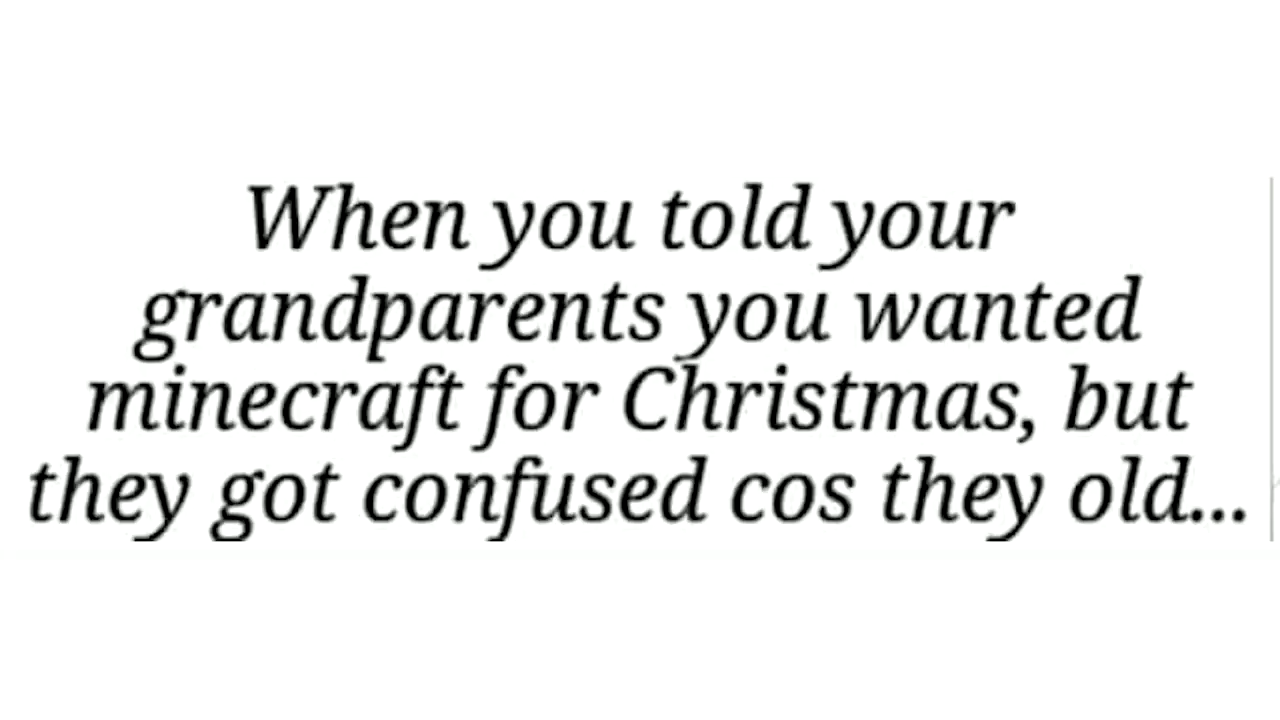 When you told your
grandparents you wanted
minecraft for Christmas, but
they got confused cos they old...